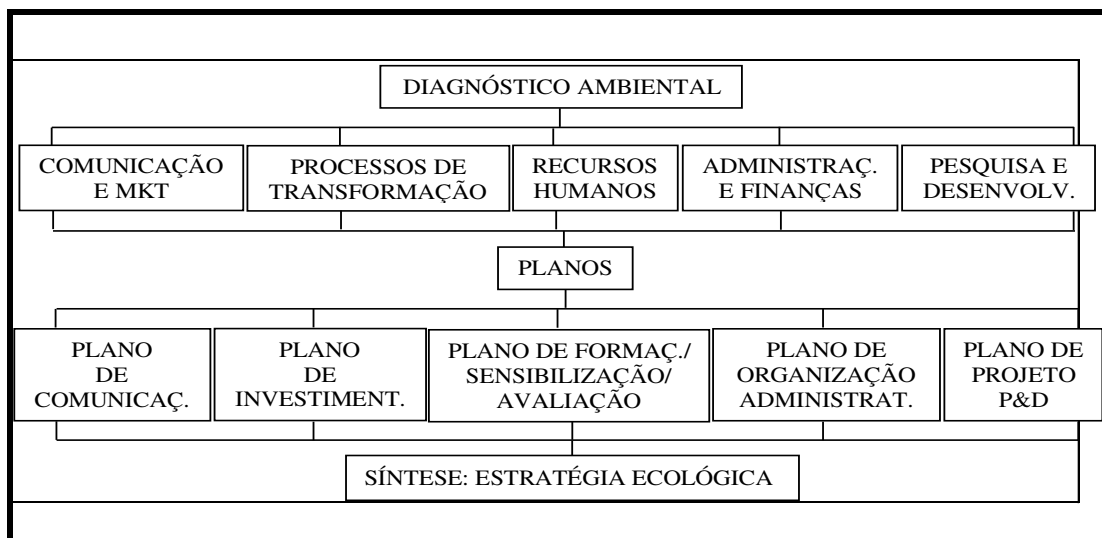 DIAGNÓSTICO AMBIENTAL
COMUNICAÇÃO
E MKT
PROCESSOS DE
TRANSFORMAÇÃO
RECURSOS
HUMANOS
ADMINISTRAÇ.
E FINANÇAS
PESQUISA E
DESENVOLV.
PLANOS
PLANO
DE
COMUNICAÇ.
PLANO
DE
INVESTIMENT.
PLANO DE FORMAÇ./
SENSIBILIZAÇÃO/
AVALIAÇÃO
PLANO DE
ORGANIZAÇÃO
ADMINISTRAT.
PLANO DE
PROJETO
P&D
SÍNTESE: ESTRATÉGIA ECOLÓGICA